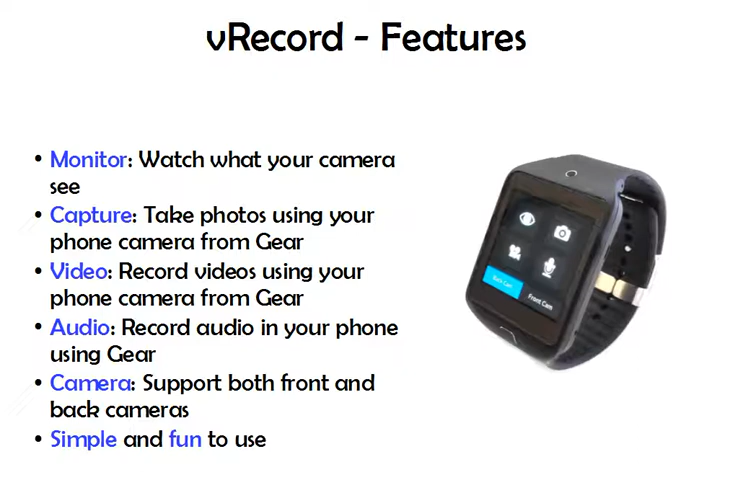 vRecord - Features
• Monitor: Watch what your camera
see
• Capture: Take photos using your
phone camera from Gear
• Video: Record videos using your
phone camera from Gear
• Audio: Record audio in your phone
using Gear
• Camera: Support both front and
back cameras
• Simple and fun to use
Back Cam
Front Cam